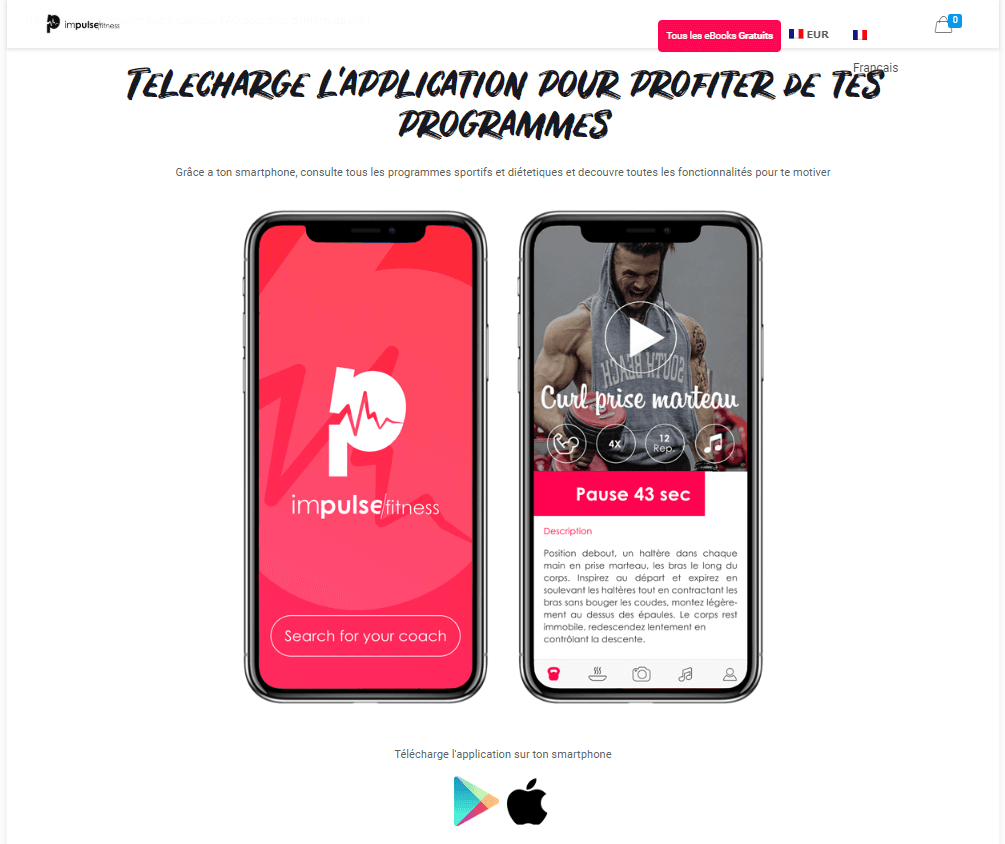 impulse/fitness
Tous les eBooks Gratuits
EUR
0
Français
TELECHARGE L'APPLICATION POUR PROFITER DE TES
PROGRAMMES
Grâce a ton smartphone, consulte tous les programmes sportifs et diétetiques et decouvre toutes les fonctionnalités pour te motiver
p
impulse/fitness
Search for your coach
SOUTH BEACH
Curl prise marteau
4X
12
Rep.
Pause 43 sec
Description
Position debout, un haltère dans chaque
main en prise marteau, les bras le long du
corps. Inspirez au départ et expirez en
soulevant les haltères tout en contractant les
bras sans bouger les coudes, montez légère-
ment au dessus des épaules. Le corps rest
immobile, redescendez lentement en
contrôlant la descente.
Télécharge l'application sur ton smartphone